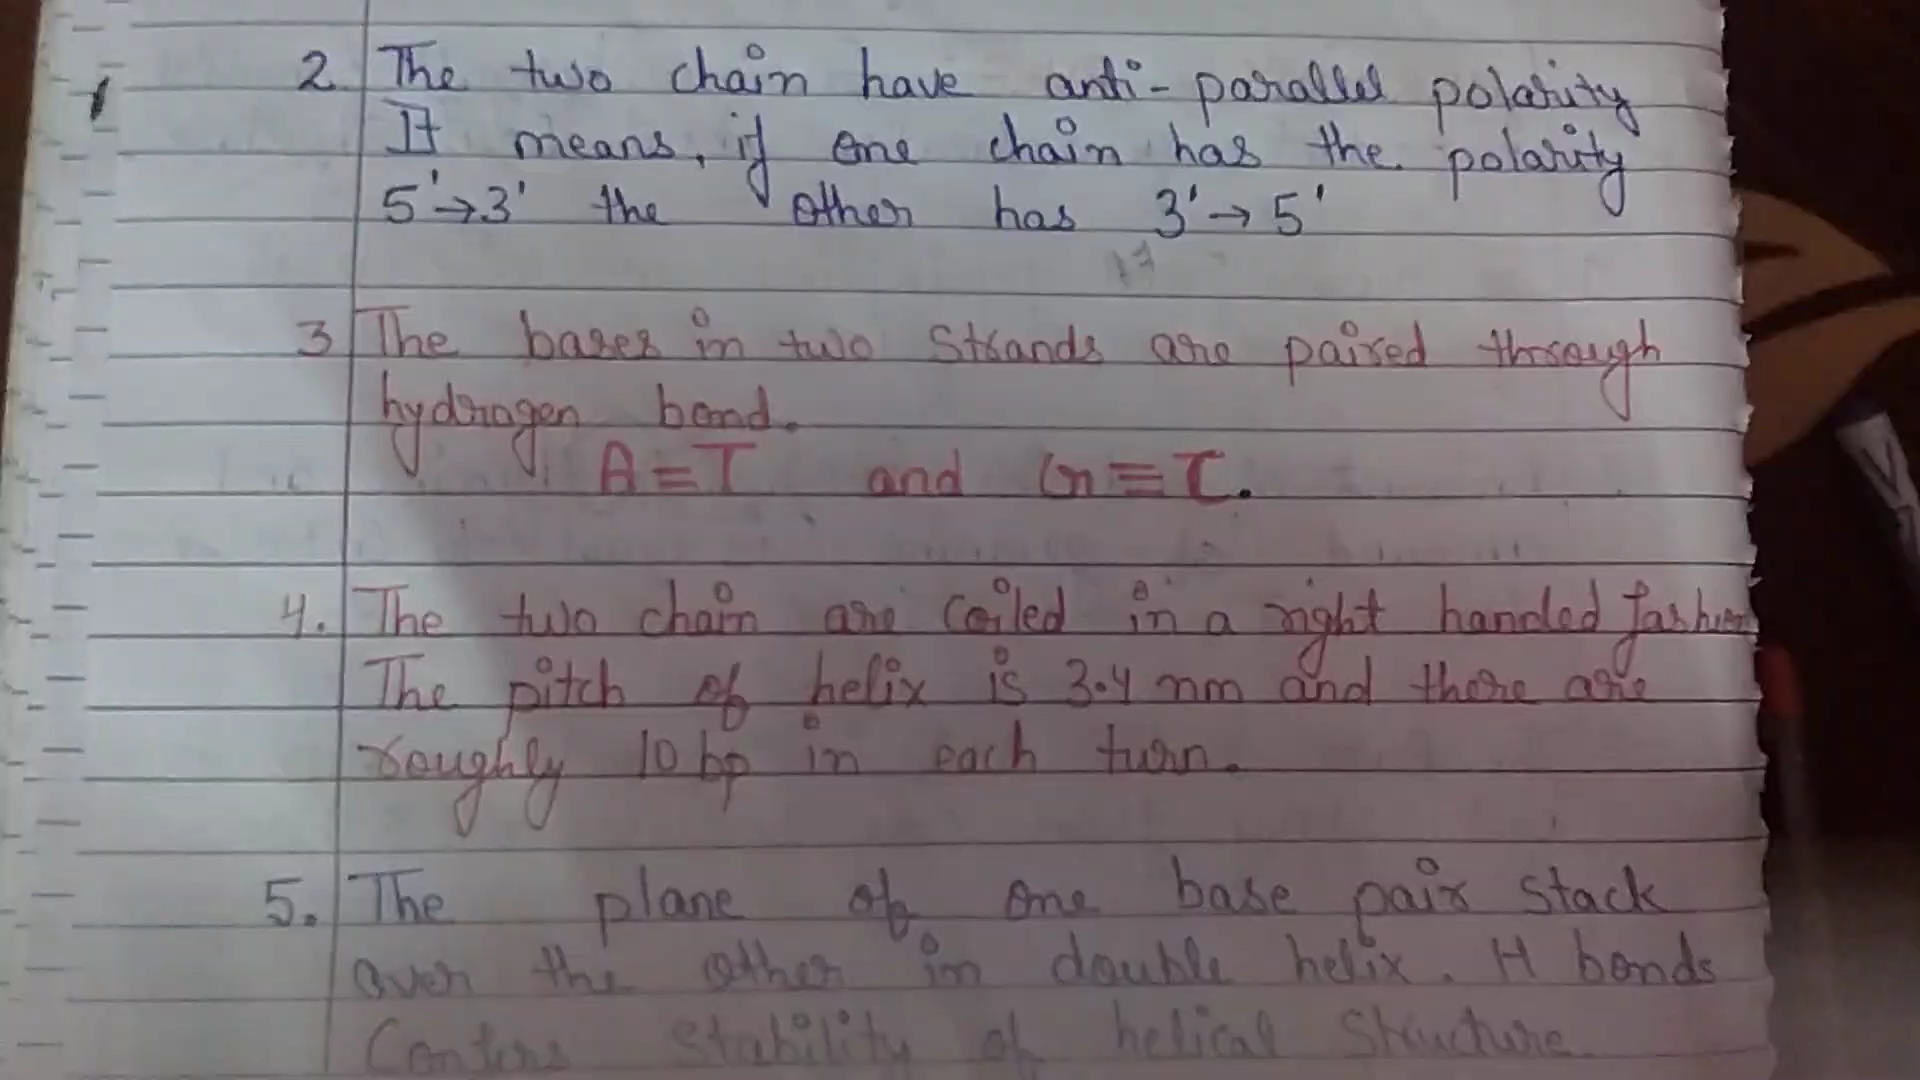 2 The two chain have anti-parallel polarity
It means, if one chain has the polarity
5'→3' the other has 3'→5'
3 The bases in two strands are paired through
hydrogen bond.
A=T and G≡C.
4. The two chain are coiled in a right handed fashion
The pitch of helix is 3.4 nm and there are
roughly 10 bp in each turn.
5. The plane of one base pair stack
over the other in double helix. H bonds
Confers stability of helical structure.